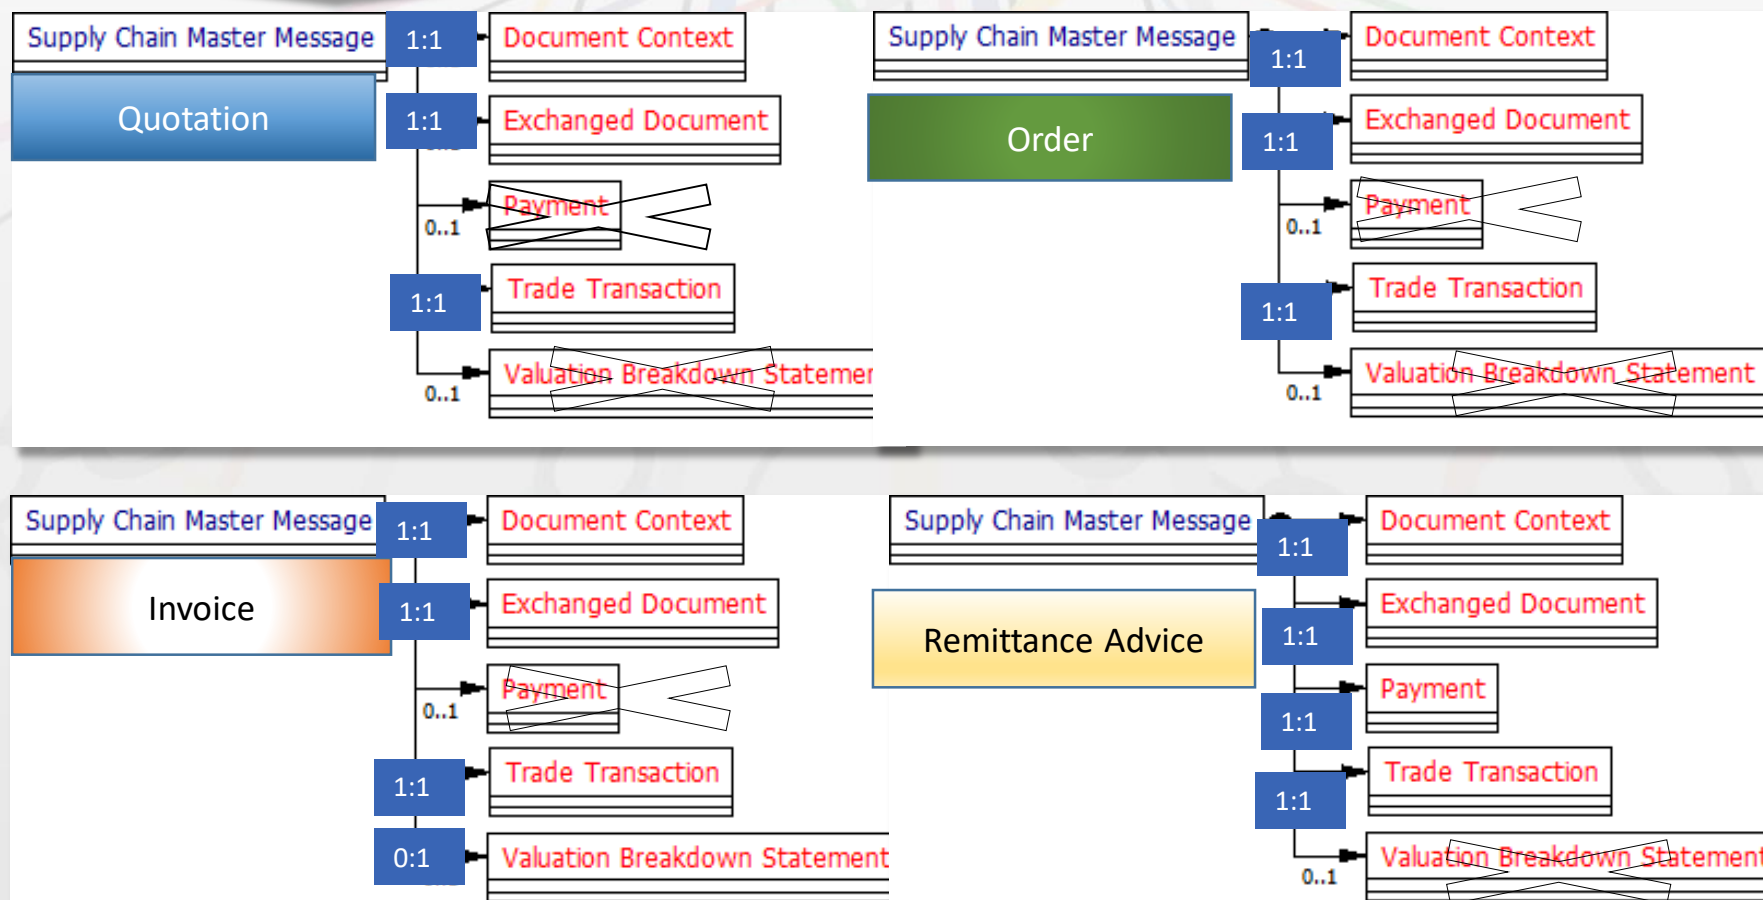 Supply Chain Master Message
1:1
Document Context
Quotation
1:1
Exchanged Document
Payment
0..1
1:1
Trade Transaction
Valuation Breakdown Statemen
0..1
Supply Chain Master Message
1:1
Document Context
Order
1:1
Exchanged Document
Payment
0..1
1:1
Trade Transaction
Valuation Breakdown Statement
0..1
Supply Chain Master Message
1:1
Document Context
Invoice
1:1
Exchanged Document
Payment
0..1
1:1
Trade Transaction
0:1
Valuation Breakdown Statement
Supply Chain Master Message
1:1
Document Context
Remittance Advice
1:1
Exchanged Document
1:1
Payment
1:1
Trade Transaction
Valuation Breakdown Statement
0..1